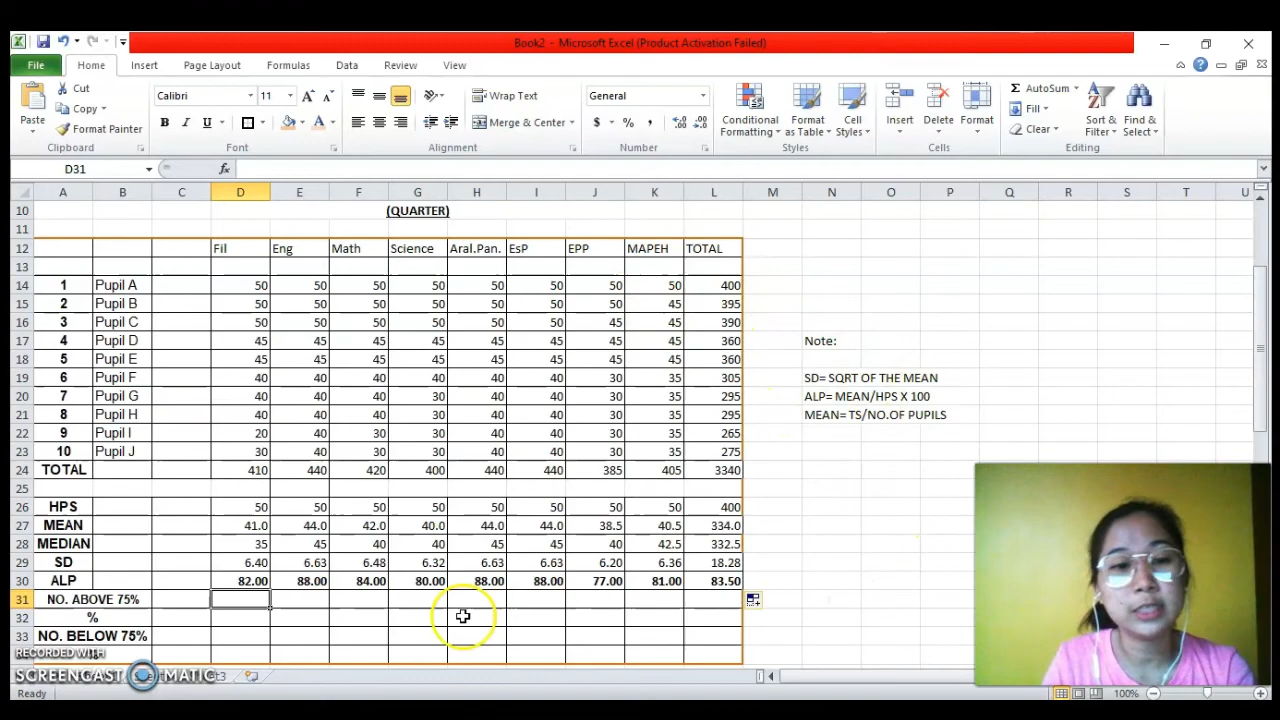 Book2 - Microsoft Excel (Product Activation Failed)
File Home Insert Page Layout Formulas Data Review View
Cut Calibri 11 Wrap Text General AutoSum
Copy Fill
Paste Format Painter Merge & Center Conditional Formatting Format as Table Cell Styles Insert Delete Format Clear Sort & Filter Find & Select
Clipboard Font Alignment Number Styles Cells Editing
D31 fx
A B C D E F G H I J K L M N O P Q R S T U
10 (QUARTER)
11
12 Fil Eng Math Science Aral.Pan. EsP EPP MAPEH TOTAL
13
14 1 Pupil A 50 50 50 50 50 50 50 50 400
15 2 Pupil B 50 50 50 50 50 50 50 45 395
16 3 Pupil C 50 50 50 50 50 50 45 45 390
17 4 Pupil D 45 45 45 45 45 45 45 45 360 Note:
18 5 Pupil E 45 45 45 45 45 45 45 45 360
19 6 Pupil F 40 40 40 40 40 40 30 35 305 SD= SQRT OF THE MEAN
20 7 Pupil G 40 40 40 30 40 40 30 35 295 ALP= MEAN/HPS X 100
21 8 Pupil H 40 40 40 30 40 40 30 35 295 MEAN= TS/NO.OF PUPILS
22 9 Pupil I 20 40 30 30 40 40 30 35 265
23 10 Pupil J 30 40 30 30 40 40 30 35 275
24 TOTAL 410 440 420 400 440 440 385 405 3340
25
26 HPS 50 50 50 50 50 50 50 50 400
27 MEAN 41.0 44.0 42.0 40.0 44.0 44.0 38.5 40.5 334.0
28 MEDIAN 35 45 40 40 45 45 40 42.5 332.5
29 SD 6.40 6.63 6.48 6.32 6.63 6.63 6.20 6.36 18.28
30 ALP 82.00 88.00 84.00 80.00 88.00 88.00 77.00 81.00 83.50
31 NO. ABOVE 75%
32 %
33 NO. BELOW 75%
RECORDED WITH
SCREENCAST MATIC
Ready 100%